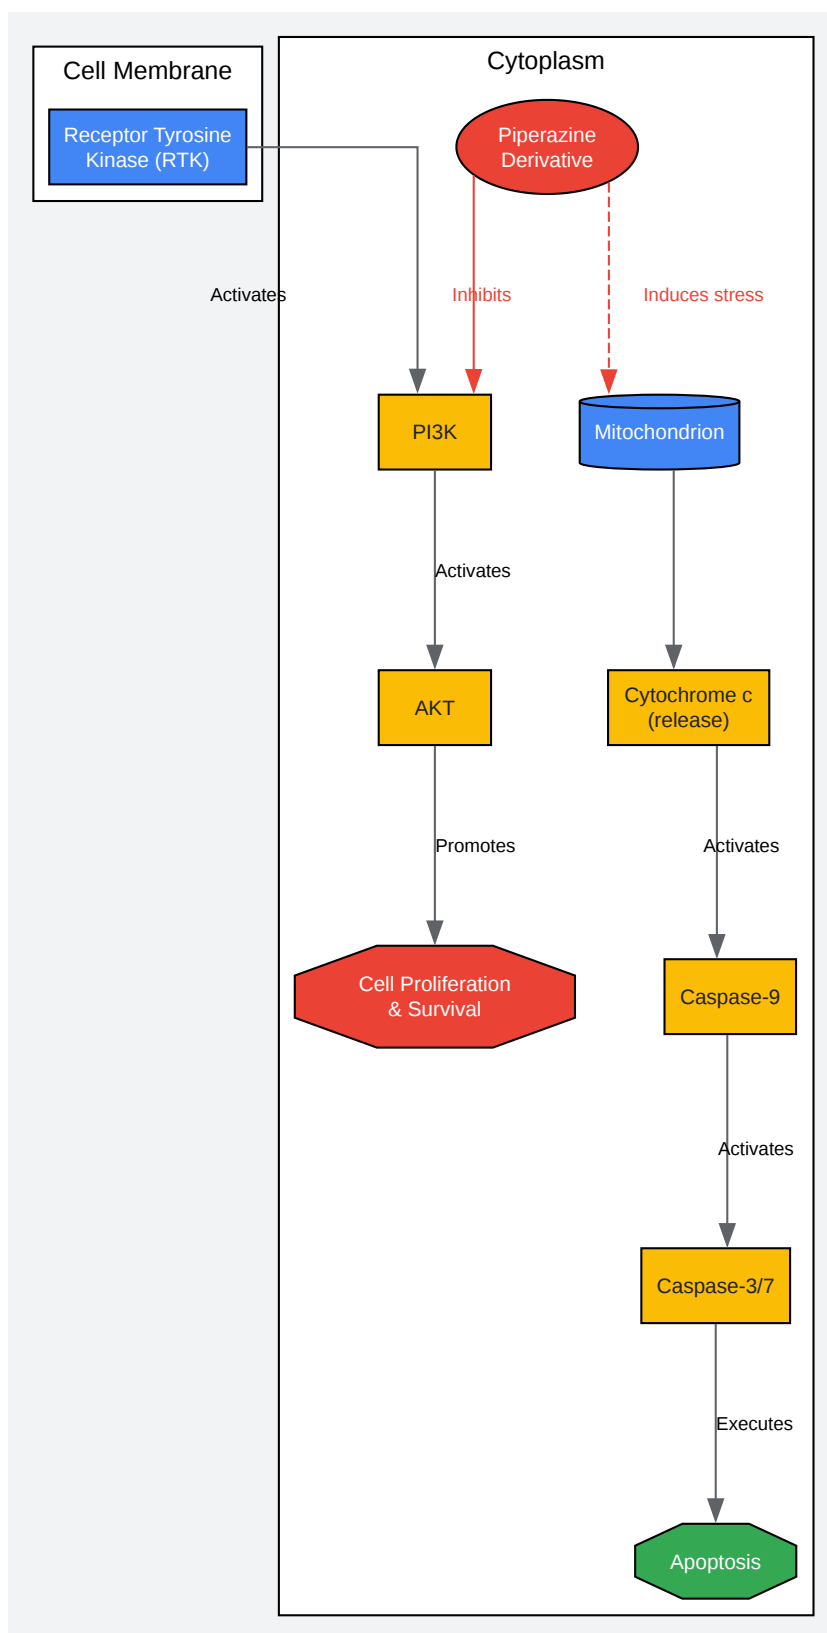 Cell Membrane
Cytoplasm
Receptor Tyrosine
Kinase (RTK)
Piperazine
Derivative
Activates
Inhibits
Induces stress
PI3K
Mitochondrion
Activates
AKT
Cytochrome c
(release)
Promotes
Activates
Cell Proliferation
& Survival
Caspase-9
Activates
Caspase-3/7
Executes
Apoptosis